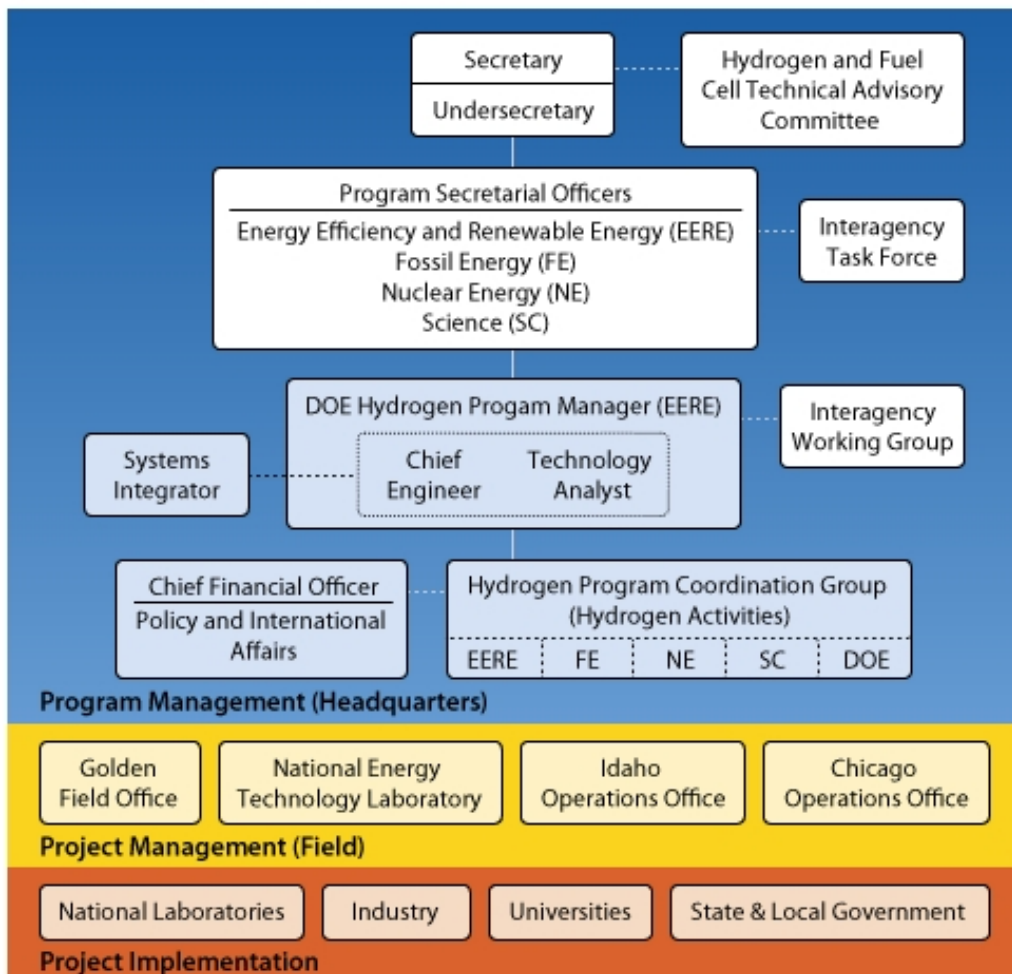 Secretary
Undersecretary
Hydrogen and Fuel
Cell Technical Advisory
Committee
Program Secretarial Officers
Energy Efficiency and Renewable Energy (EERE)
Fossil Energy (FE)
Nuclear Energy (NE)
Science (SC)
Interagency
Task Force
DOE Hydrogen Progam Manager (EERE)
Chief
Engineer
Technology
Analyst
Interagency
Working Group
Systems
Integrator
Chief Financial Officer
Policy and International
Affairs
Hydrogen Program Coordination Group
(Hydrogen Activities)
EERE FE NE SC DOE
Program Management (Headquarters)
Golden
Field Office
National Energy
Technology Laboratory
Idaho
Operations Office
Chicago
Operations Office
Project Management (Field)
National Laboratories
Industry
Universities
State & Local Government
Project Implementation